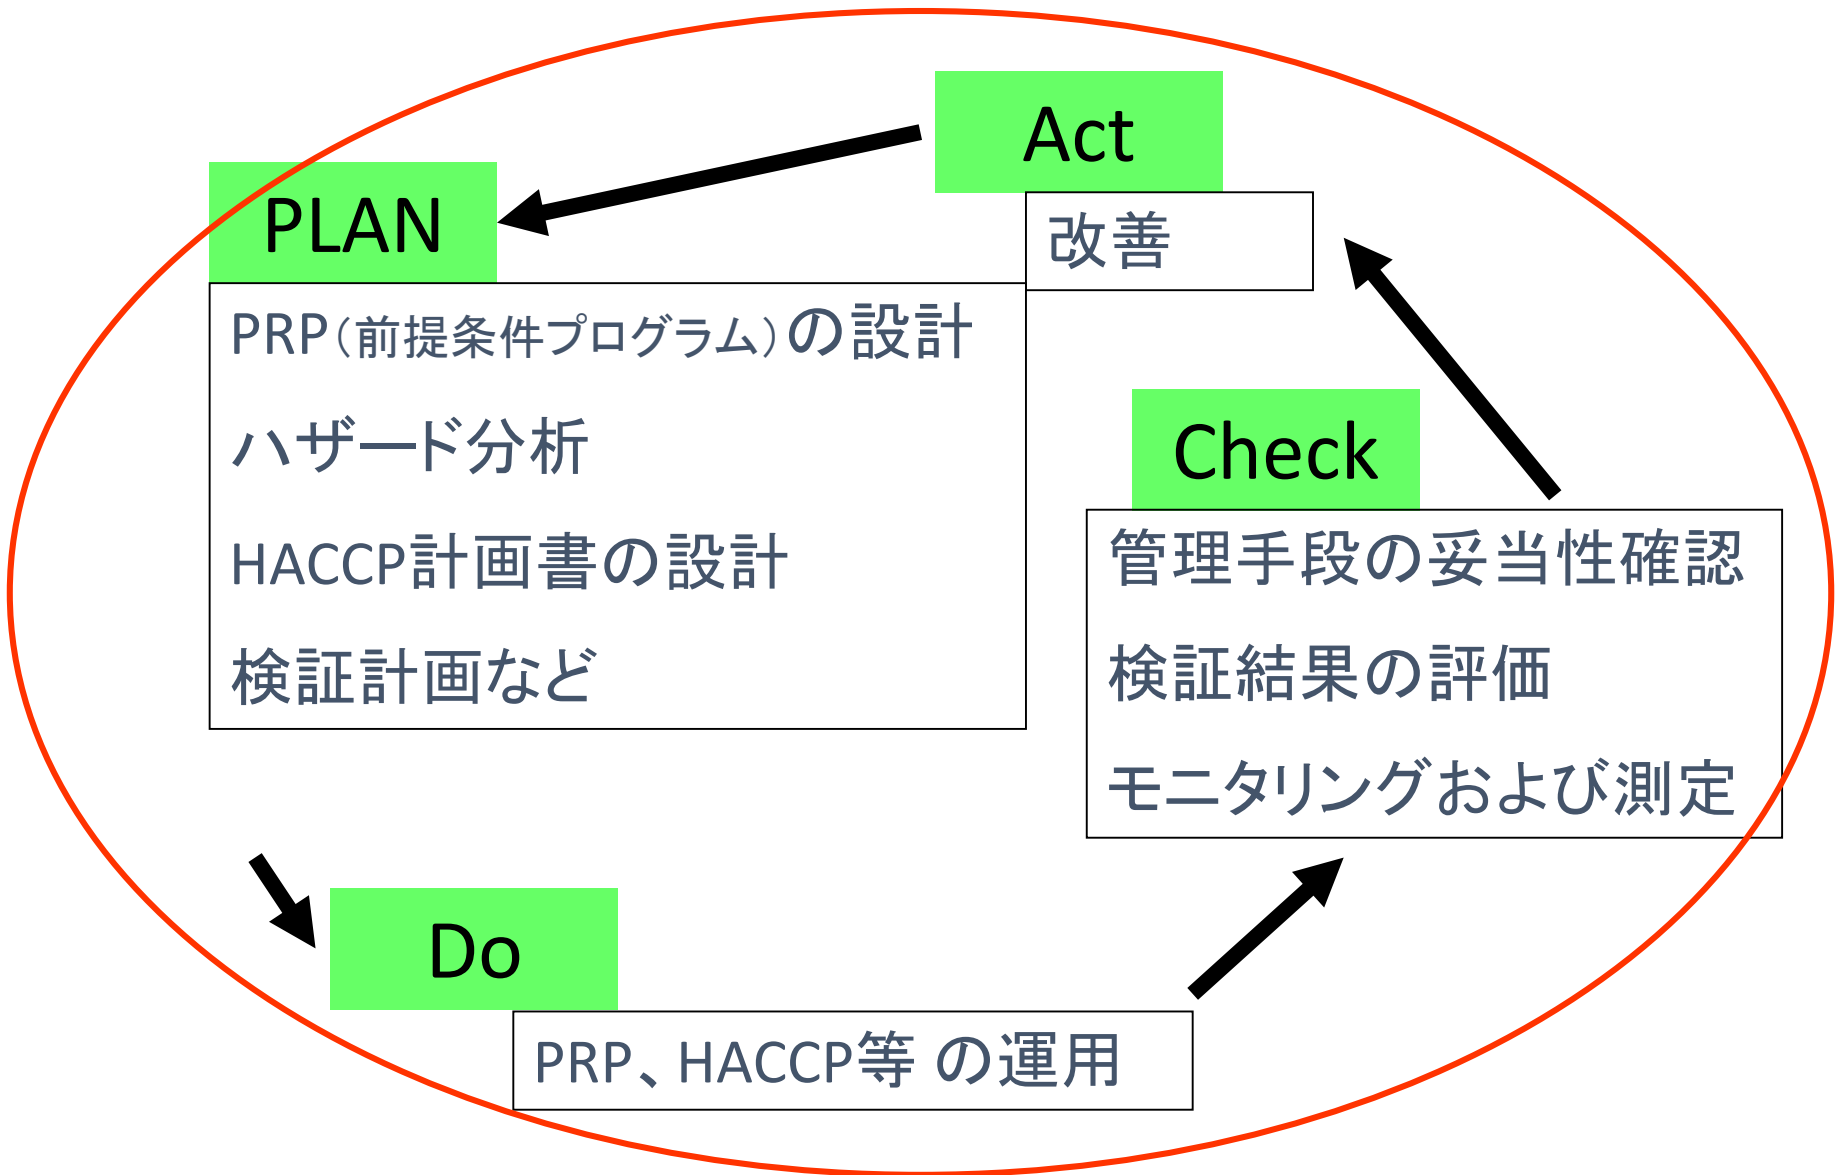 Act
改善
PLAN
PRP（前提条件プログラム）の設計
ハザード分析
HACCP計画書の設計
検証計画など
Check
管理手段の妥当性確認
検証結果の評価
モニタリングおよび測定
Do
PRP、HACCP等 の運用